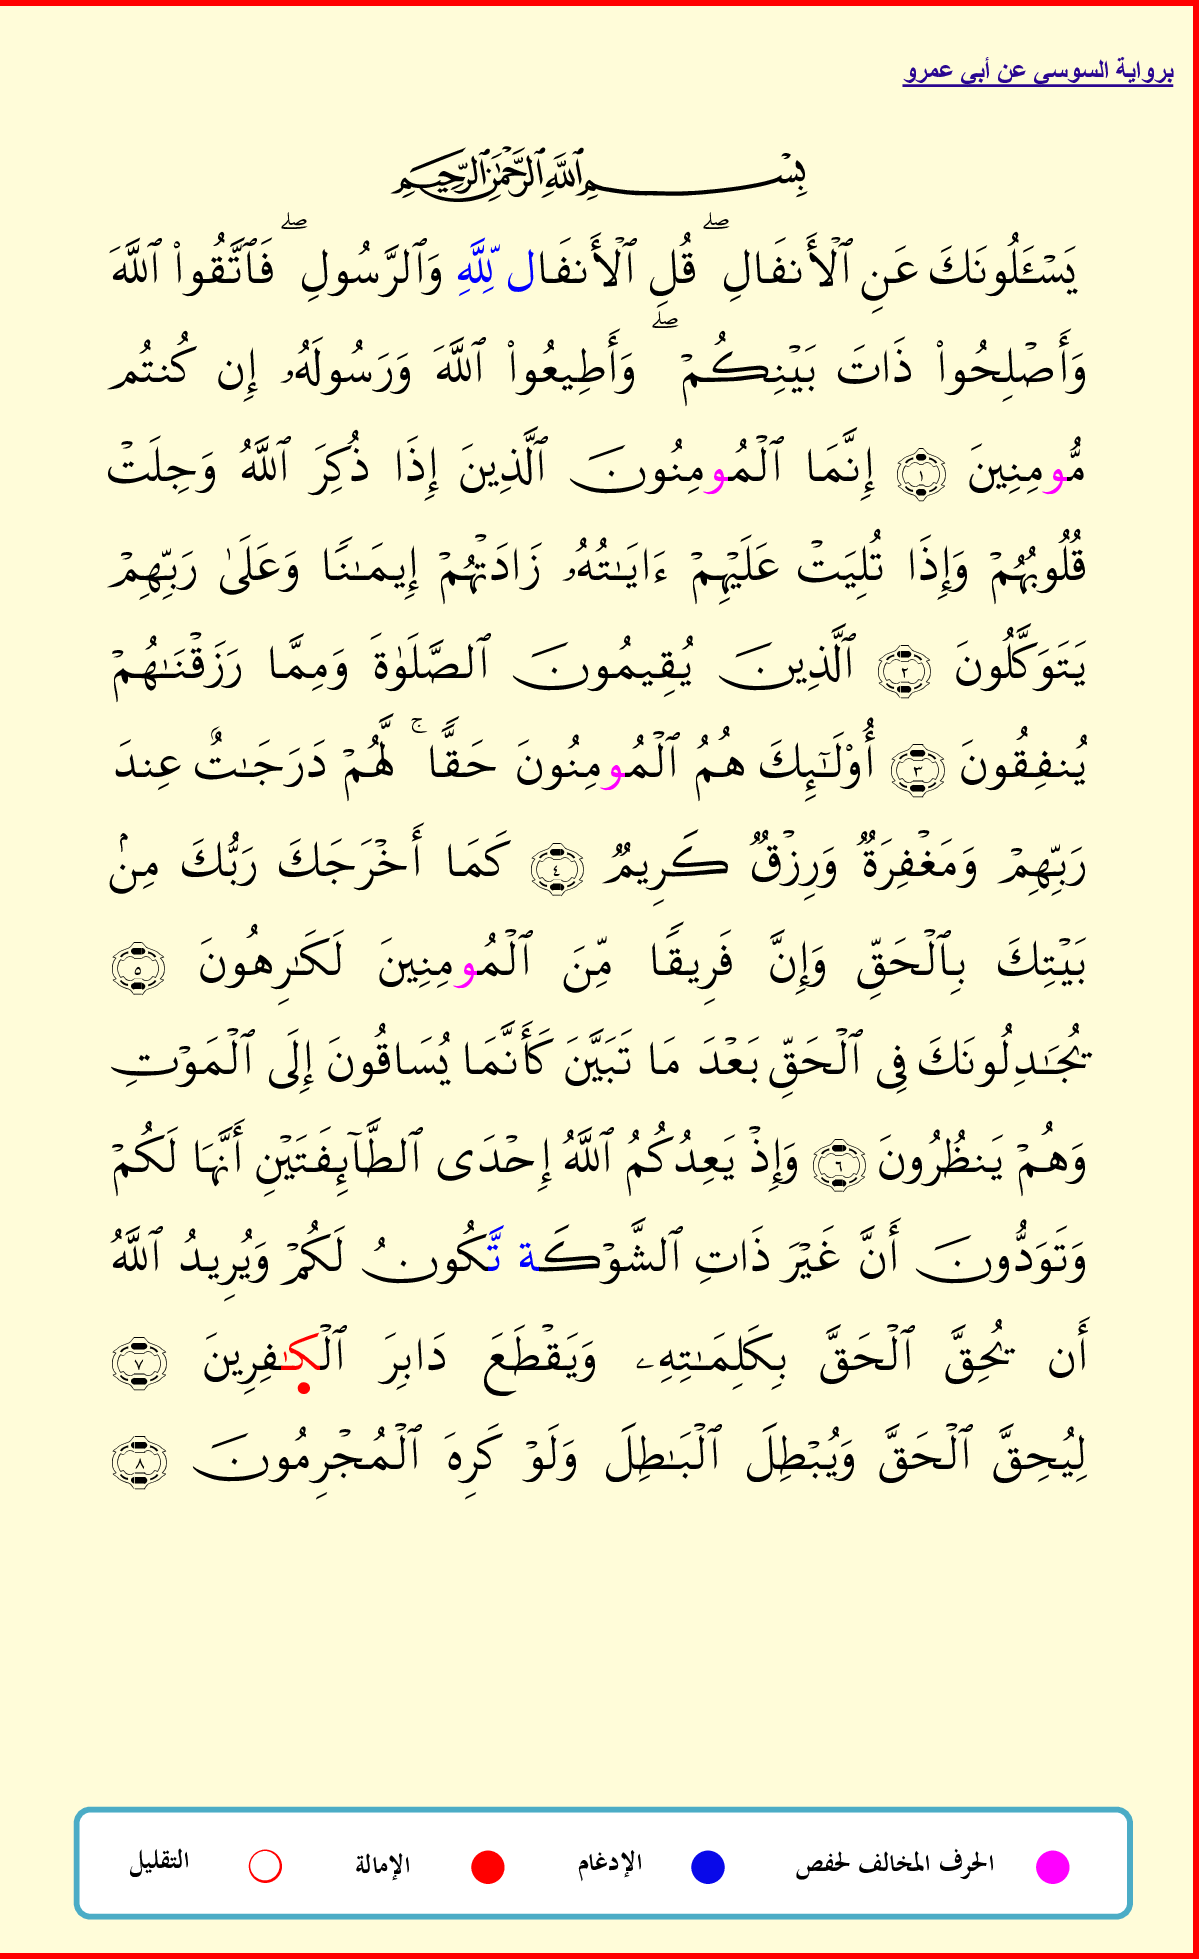 برواية السوسي عن أبي عمرو
بِسْمِ ٱللَّهِ ٱلرَّحْمَٰنِ ٱلرَّحِيمِ
يَسْـَٔلُونَكَ عَنِ ٱلْأَنفَالِ ۖ قُلِ ٱلْأَنفَال لِّلَّهِ وَٱلرَّسُولِ ۖ فَٱتَّقُوا۟ ٱللَّهَ
وَأَصْلِحُوا۟ ذَاتَ بَيْنِكُمْ ۖ وَأَطِيعُوا۟ ٱللَّهَ وَرَسُولَهُۥ إِن كُنتُم
مُّومِنِينَ ١ إِنَّمَا ٱلْمُومِنُونَ ٱلَّذِينَ إِذَا ذُكِرَ ٱللَّهُ وَجِلَتْ
قُلُوبُهُمْ وَإِذَا تُلِيَتْ عَلَيْهِمْ ءَايَـٰتُهُۥ زَادَتْهُمْ إِيمَـٰنًا وَعَلَىٰ رَبِّهِمْ
يَتَوَكَّلُونَ ٢ ٱلَّذِينَ يُقِيمُونَ ٱلصَّلَوٰةَ وَمِمَّا رَزَقْنَـٰهُمْ
يُنفِقُونَ ٣ أُو۟لَـٰٓئِكَ هُمُ ٱلْمُومِنُونَ حَقًّا ۚ لَّهُمْ دَرَجَـٰتٌ عِندَ
رَبِّهِمْ وَمَغْفِرَةٌ وَرِزْقٌ كَرِيمٌ ٤ كَمَا أَخْرَجَكَ رَبُّكَ مِنۢ
بَيْتِكَ بِٱلْحَقِّ وَإِنَّ فَرِيقًا مِّنَ ٱلْمُومِنِينَ لَكَـٰرِهُونَ ٥
يُجَـٰدِلُونَكَ فِى ٱلْحَقِّ بَعْدَ مَا تَبَيَّنَ كَأَنَّمَا يُسَاقُونَ إِلَى ٱلْمَوْتِ
وَهُمْ يَنظُرُونَ ٦ وَإِذْ يَعِدُكُمُ ٱللَّهُ إِحْدَى ٱلطَّآئِفَتَيْنِ أَنَّهَا لَكُمْ
وَتَوَدُّونَ أَنَّ غَيْرَ ذَاتِ ٱلشَّوْكَة تَّكُونُ لَكُمْ وَيُرِيدُ ٱللَّهُ
أَن يُحِقَّ ٱلْحَقَّ بِكَلِمَـٰتِهِۦ وَيَقْطَعَ دَابِرَ ٱلْكَـٰفِرِينَ ٧
لِيُحِقَّ ٱلْحَقَّ وَيُبْطِلَ ٱلْبَـٰطِلَ وَلَوْ كَرِهَ ٱلْمُجْرِمُونَ ٨
الحرف المخالف لحفص الإدغام الإمالة التقليل